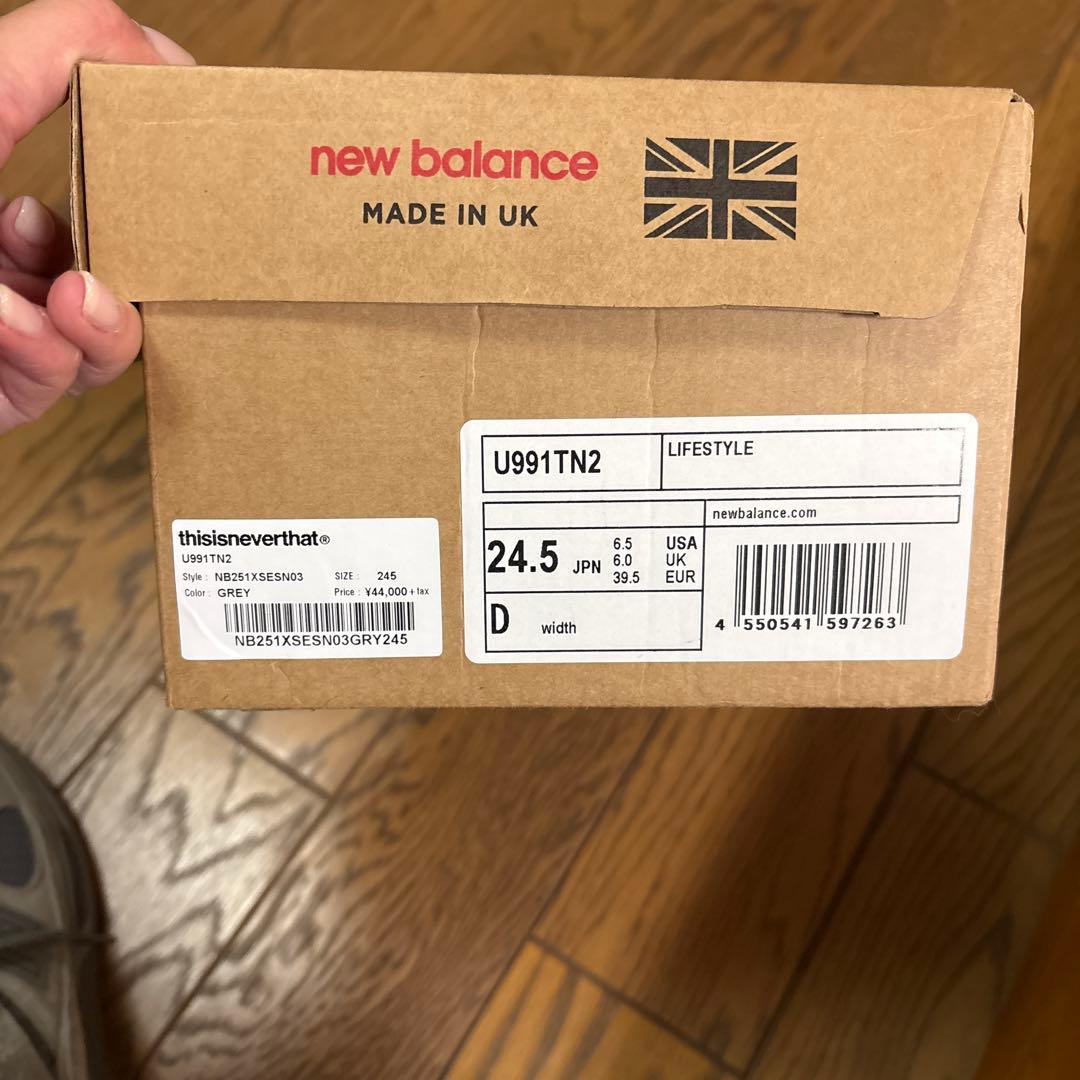 new balance
MADE IN UK
U991TN2
LIFESTYLE
newbalance.com
24.5 JPN
6.5 USA
6.0 UK
39.5 EUR
D width
4 550541 597263
thisisneverthat®
U991TN2
Style : NB251XSESN03 SIZE : 245
Color : GREY Price : ¥44,000+tax
NB251XSESN03GRY245